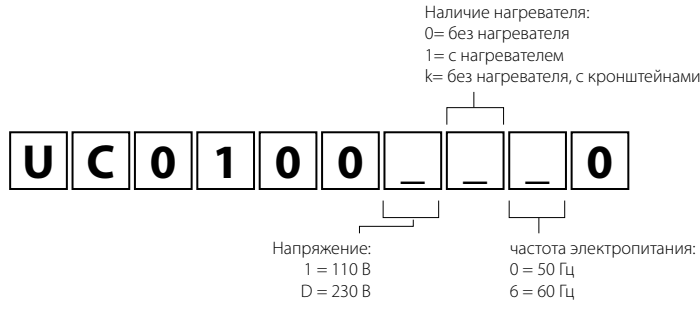 Наличие нагревателя:
0= без нагревателя
1= с нагревателем
k= без нагревателя, с кронштейнами
U C 0 1 0 0 _ _ _ 0
Напряжение:
1 = 110 В
D = 230 В
частота электропитания:
0 = 50 Гц
6 = 60 Гц